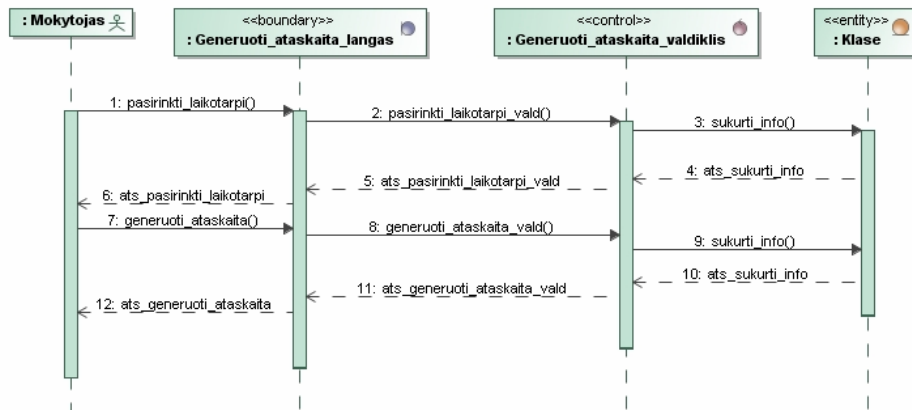 : Mokytojas
<<boundary>>
: Generuoti_ataskaita_langas
<<control>>
: Generuoti_ataskaita_valdiklis
<<entity>>
: Klase
1: pasirinkti_laikotarpi()
2: pasirinkti_laikotarpi_vald()
3: sukurti_info()
4: ats_sukurti_info
5: ats_pasirinkti_laikotarpi_vald
6: ats_pasirinkti_laikotarpi
7: generuoti_ataskaita()
8: generuoti_ataskaita_vald()
9: sukurti_info()
10: ats_sukurti_info
11: ats_generuoti_ataskaita_vald
12: ats_generuoti_ataskaita